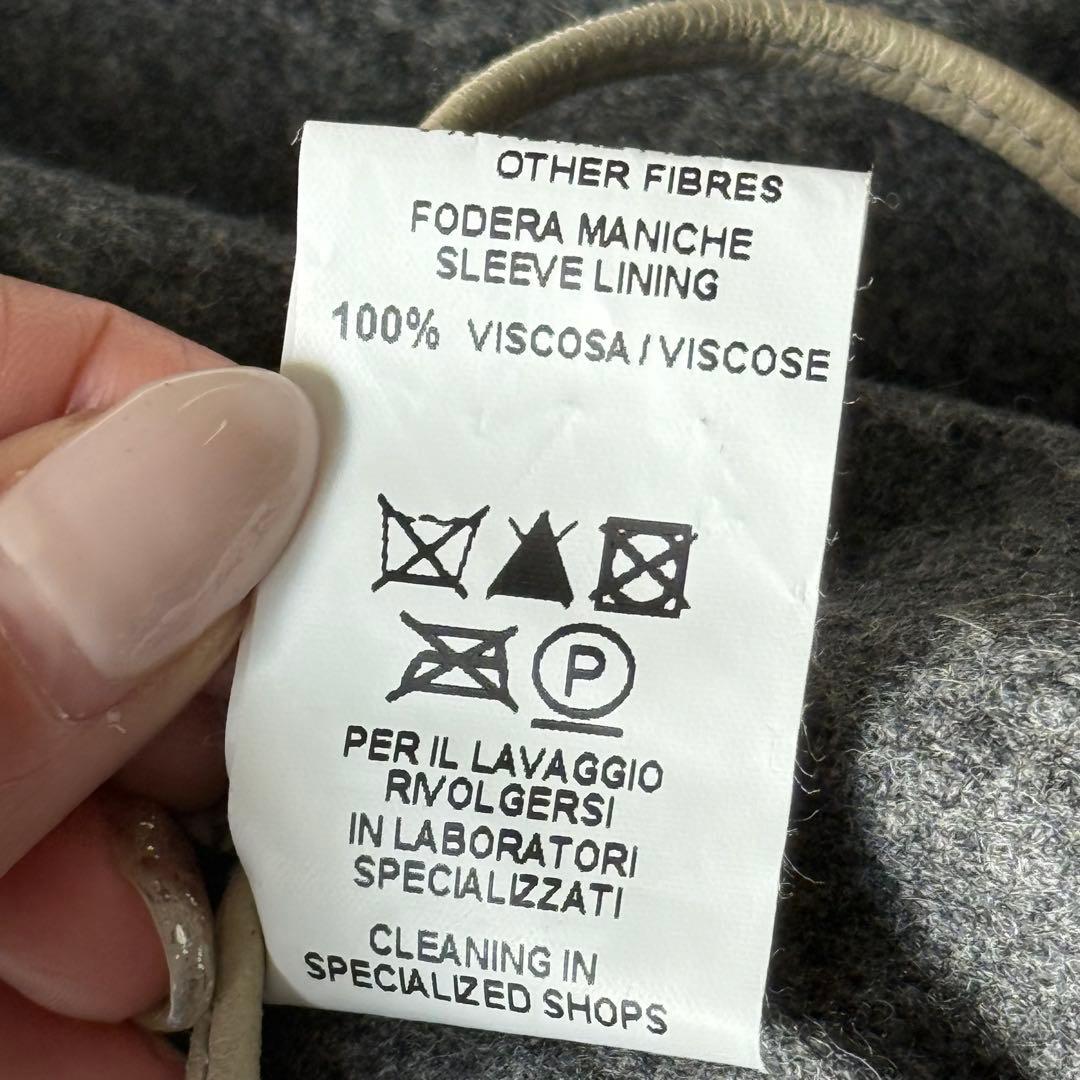 OTHER FIBRES
FODERA MANICHE
SLEEVE LINING
100% VISCOSA / VISCOSE
P
PER IL LAVAGGIO
RIVOLGERSI
IN LABORATORI
SPECIALIZZATI
CLEANING IN
SPECIALIZED SHOPS